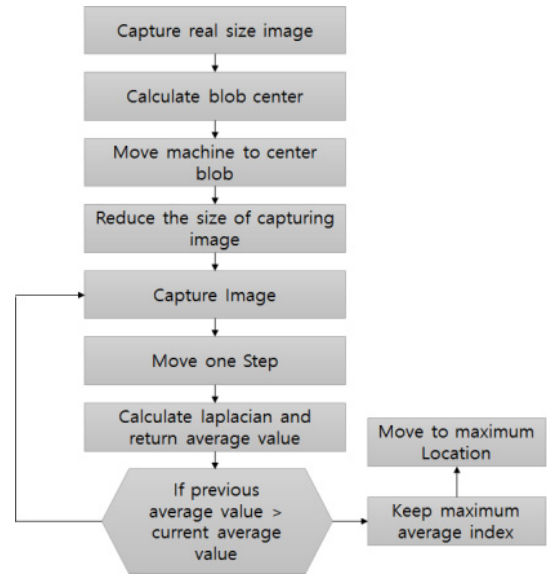 Capture real size image
Calculate blob center
Move machine to center
blob
Reduce the size of capturing
image
Capture Image
Move one Step
Calculate laplacian and
return average value
If previous
average value >
current average
value
Keep maximum
average index
Move to maximum
Location